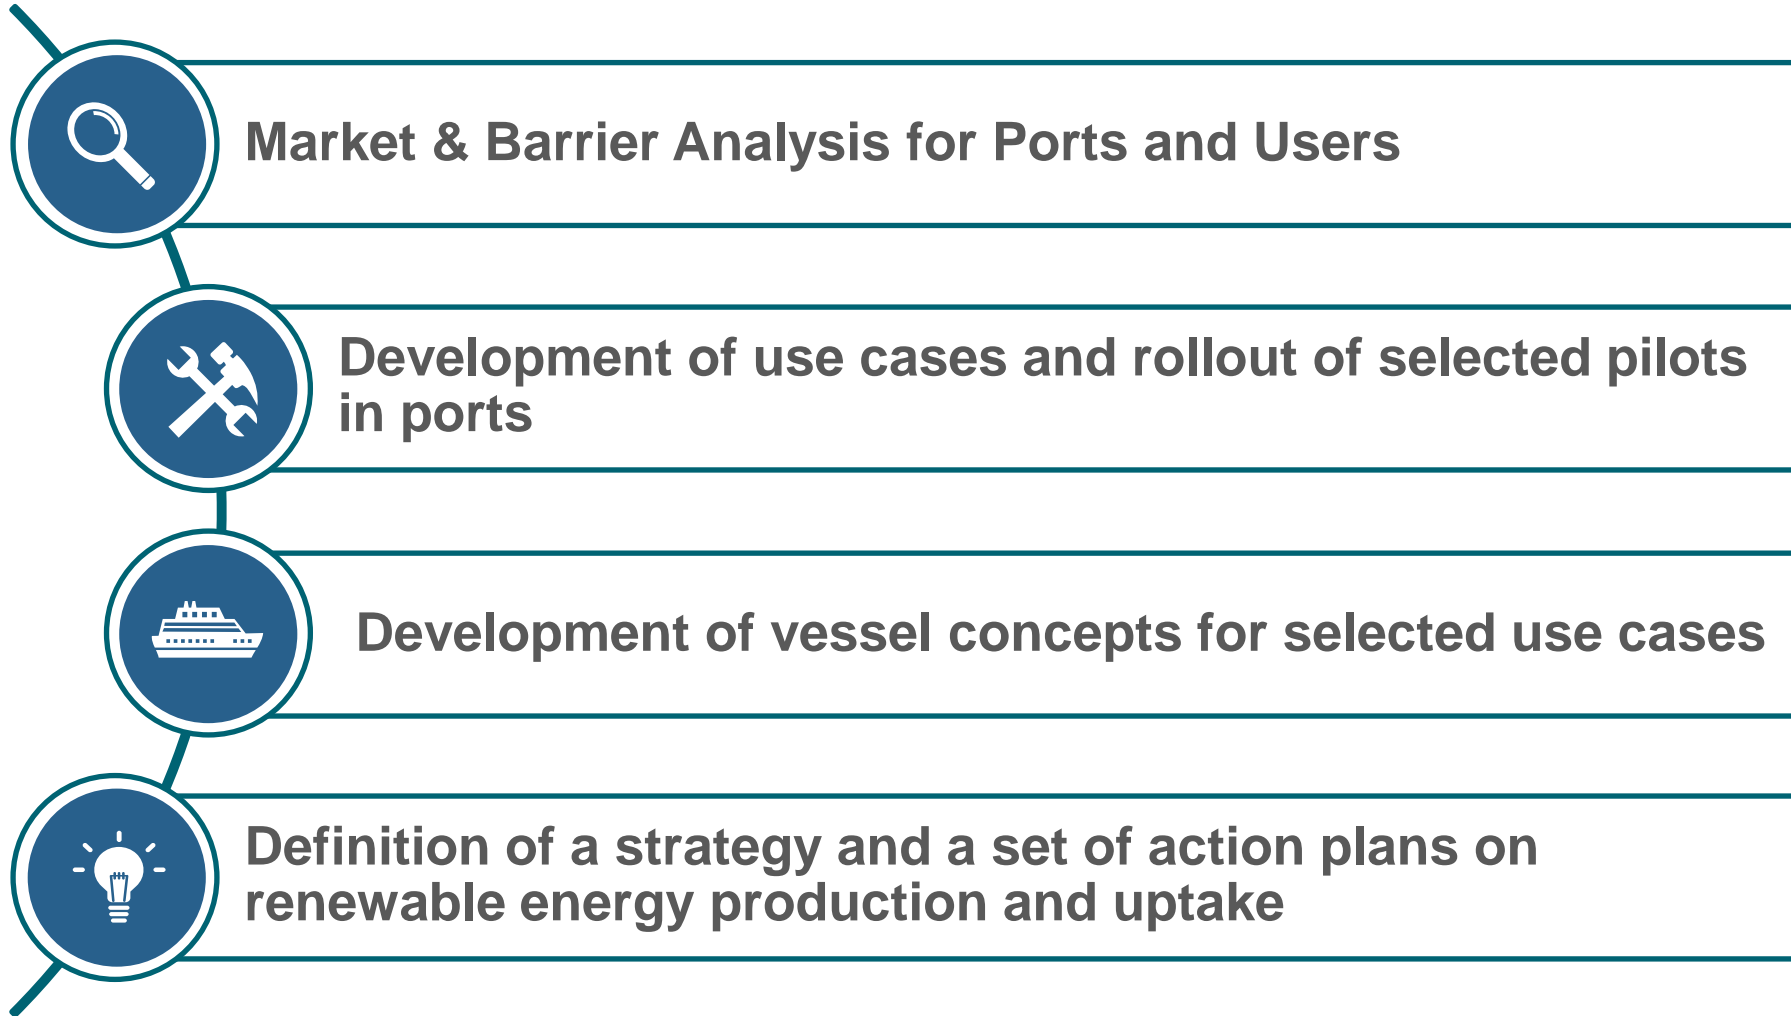 Market & Barrier Analysis for Ports and Users
Development of use cases and rollout of selected pilots
in ports
Development of vessel concepts for selected use cases
Definition of a strategy and a set of action plans on
renewable energy production and uptake